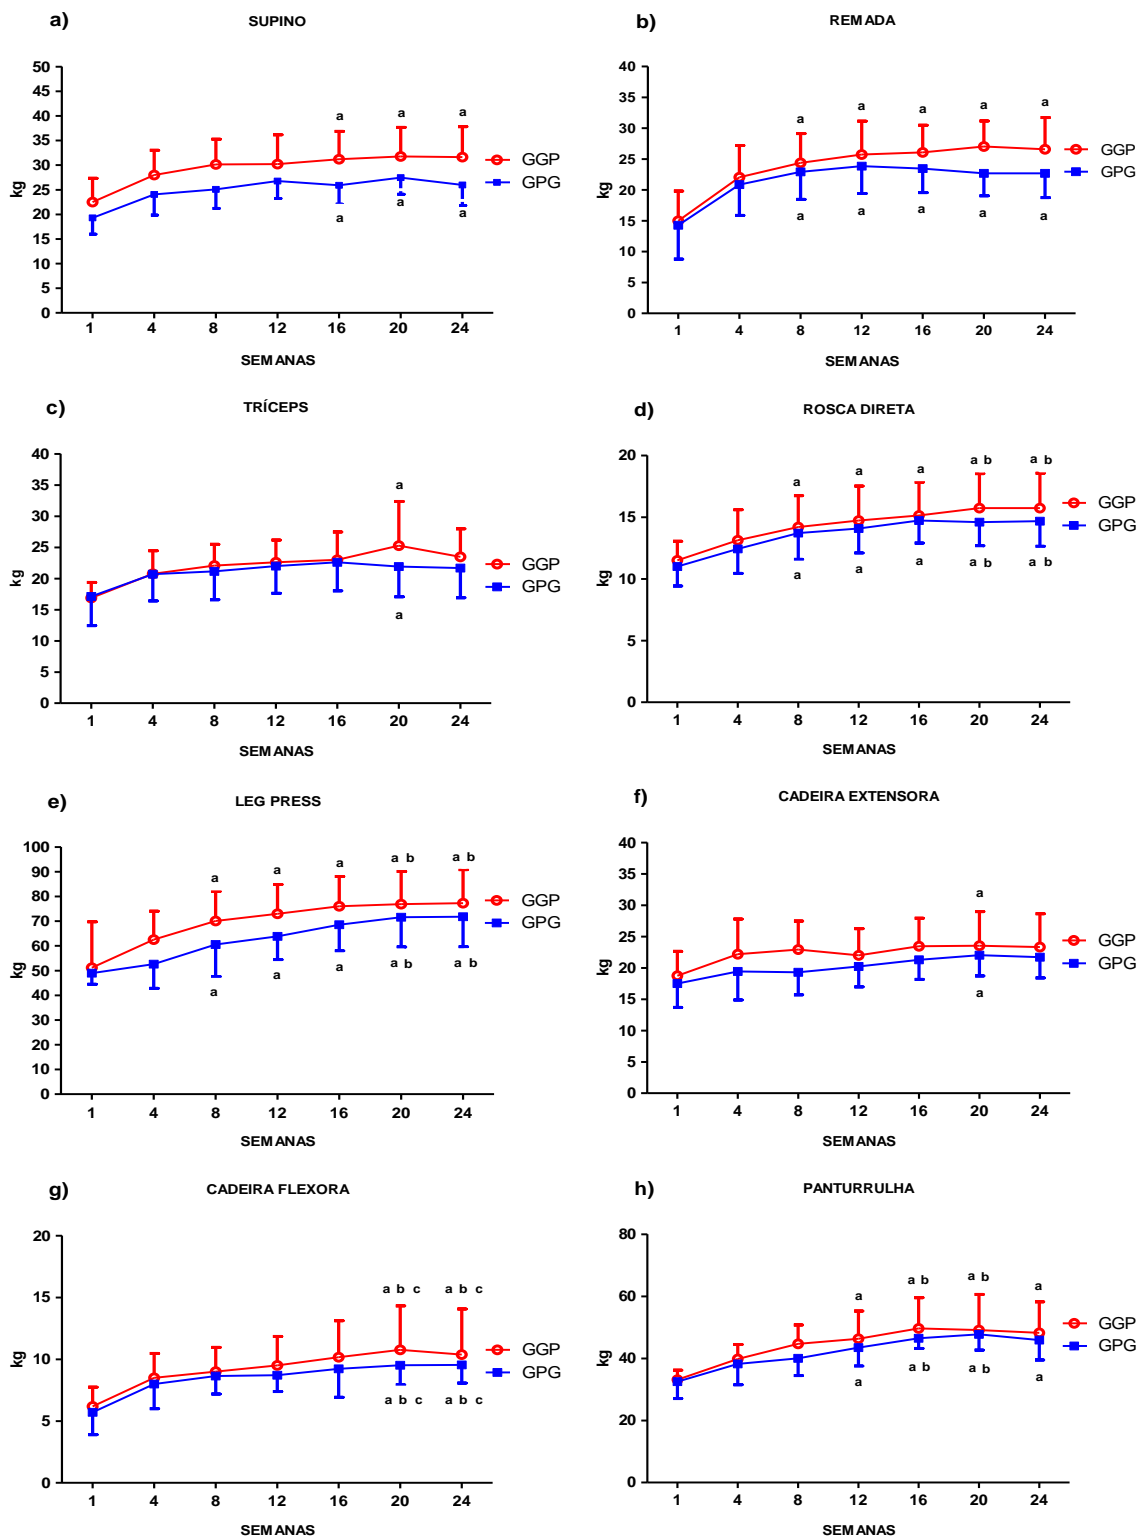 a) SUPINO
50
45
40
35
30
25
20
15
10
5
0
kg
a a a
a a a
GGP
GPG
1 4 8 12 16 20 24
SEMANAS
b) REMADA
40
35
30
25
20
15
10
5
0
kg
a a a a a
a a a a a
GGP
GPG
1 4 8 12 16 20 24
SEMANAS
c) TRÍCEPS
40
35
30
25
20
15
10
5
0
kg
a
a
GGP
GPG
1 4 8 12 16 20 24
SEMANAS
d) ROSCA DIRETA
20
15
10
5
0
kg
a a a a b a b
a a a a b a b
GGP
GPG
1 4 8 12 16 20 24
SEMANAS
e) LEG PRESS
100
90
80
70
60
50
40
30
20
10
0
kg
a a a a b a b
a a a a b a b
GGP
GPG
1 4 8 12 16 20 24
SEMANAS
f) CADEIRA EXTENSORA
40
35
30
25
20
15
10
5
0
kg
a
a
GGP
GPG
1 4 8 12 16 20 24
SEMANAS
g) CADEIRA FLEXORA
20
15
10
5
0
kg
a b c a b c
a b c a b c
GGP
GPG
1 4 8 12 16 20 24
SEMANAS
h) PANTURRULHA
80
60
40
20
0
kg
a a b a b a
a a b a b a
GGP
GPG
1 4 8 12 16 20 24
SEMANAS